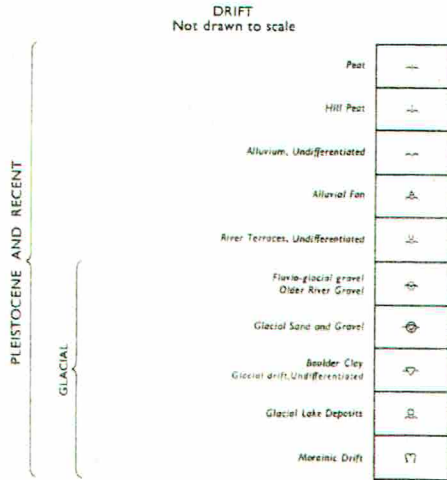 DRIFT
Not drawn to scale
PLEISTOCENE AND RECENT
GLACIAL
Peat
Hill Peat
Alluvium, Undifferentiated
Alluvial Fan
River Terraces, Undifferentiated
Fluvio-glacial gravel
Older River Gravel
Glacial Sand and Gravel
Boulder Clay
Glacial drift, Undifferentiated
Glacial Lake Deposits
Morainic Drift